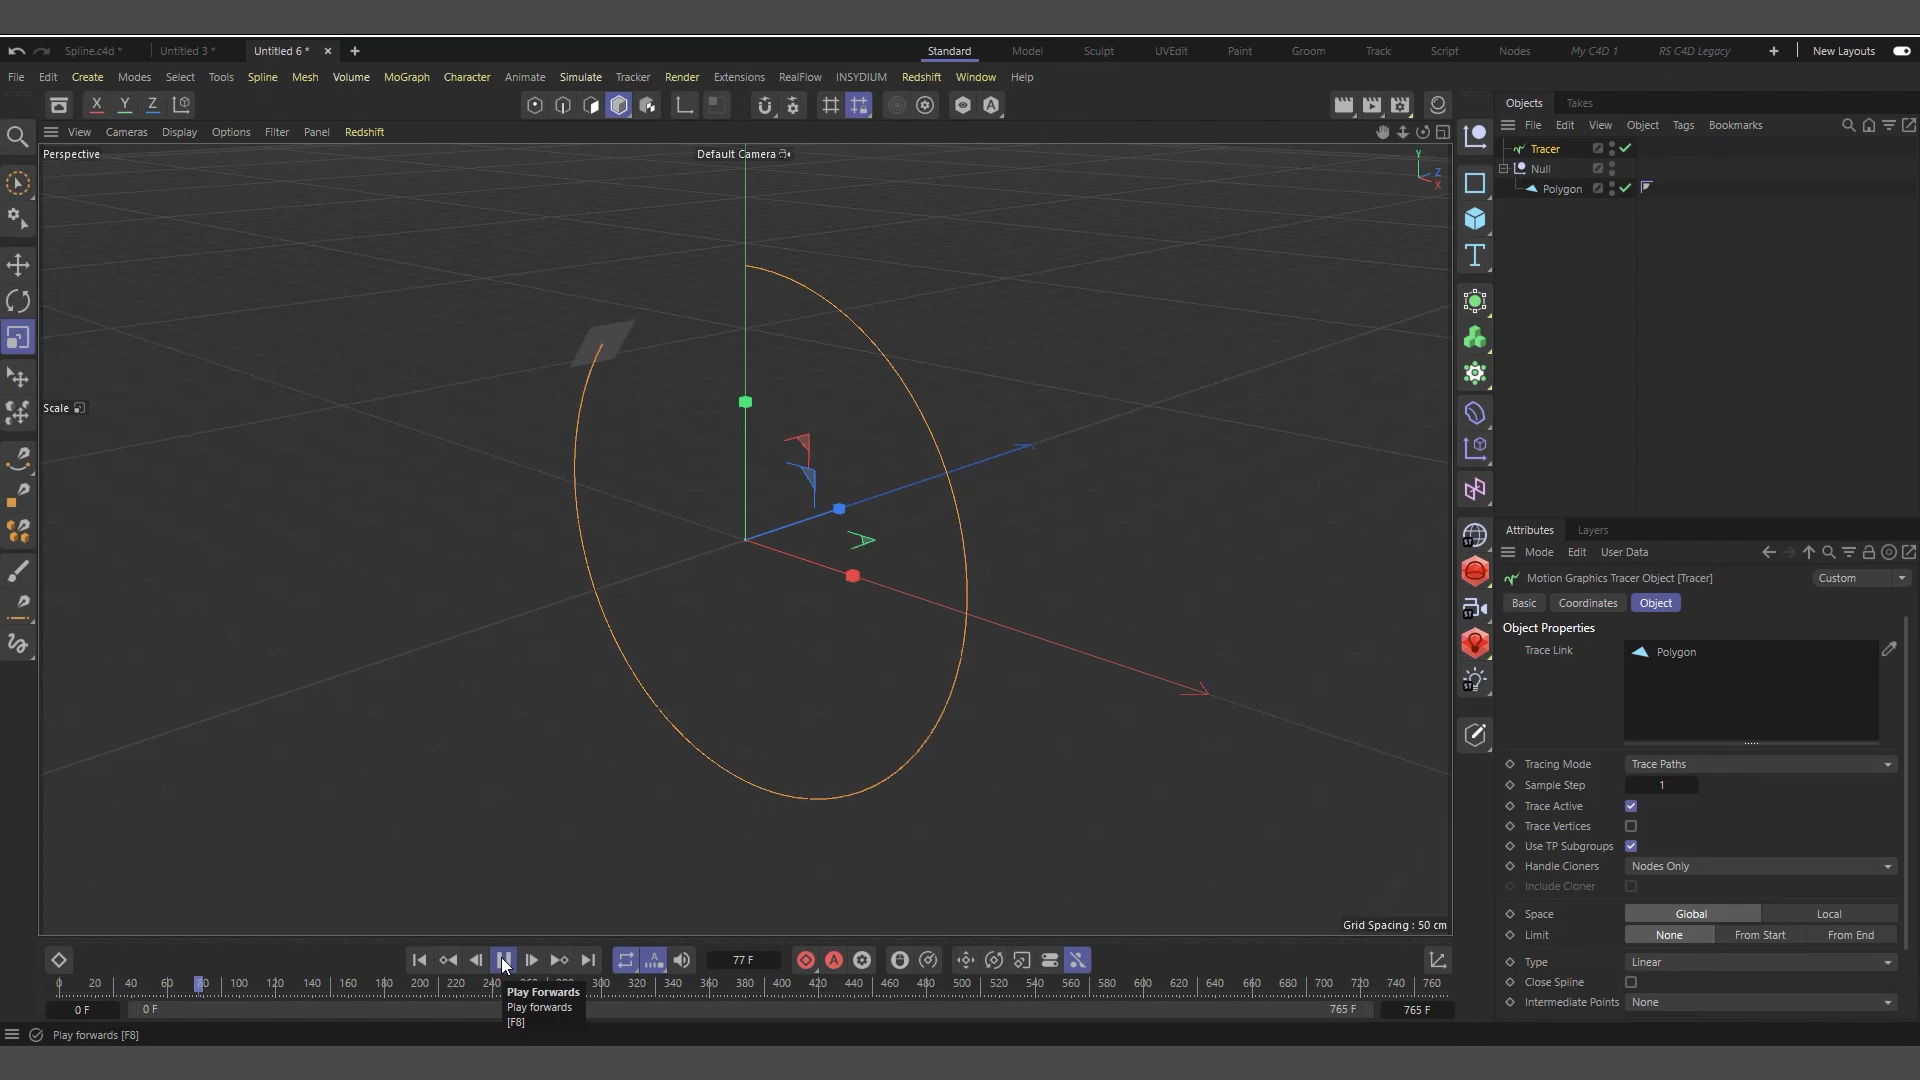 Spline.c4d * Untitled 3 * Untitled 6 * Standard Model Sculpt UVEdit Paint Groom Track Script Nodes My C4D 1 RS C4D Legacy New Layouts
File Edit Create Modes Select Tools Spline Mesh Volume MoGraph Character Animate Simulate Tracker Render Extensions RealFlow INSYDIUM Redshift Window Help
X Y Z
View Cameras Display Options Filter Panel Redshift
Perspective
Default Camera
Y
Z
X
Scale
Grid Spacing : 50 cm
Objects Takes
File Edit View Object Tags Bookmarks
Tracer
Null
Polygon
Attributes Layers
Mode Edit User Data
Motion Graphics Tracer Object [Tracer] Custom
Basic Coordinates Object
Object Properties
Trace Link Polygon
Tracing Mode Trace Paths
Sample Step 1
Trace Active
Trace Vertices
Use TP Subgroups
Handle Cloners Nodes Only
Include Cloner
Space Global Local
Limit None From Start From End
Type Linear
Close Spline
Intermediate Points None
77 F
0 20 40 60 80 100 120 140 160 180 200 220 240 300 320 340 360 380 400 420 440 460 480 500 520 540 560 580 600 620 640 660 680 700 720 740 760
Play Forwards
Play forwards
[F8]
0 F 0 F 765 F 765 F
Play forwards [F8]